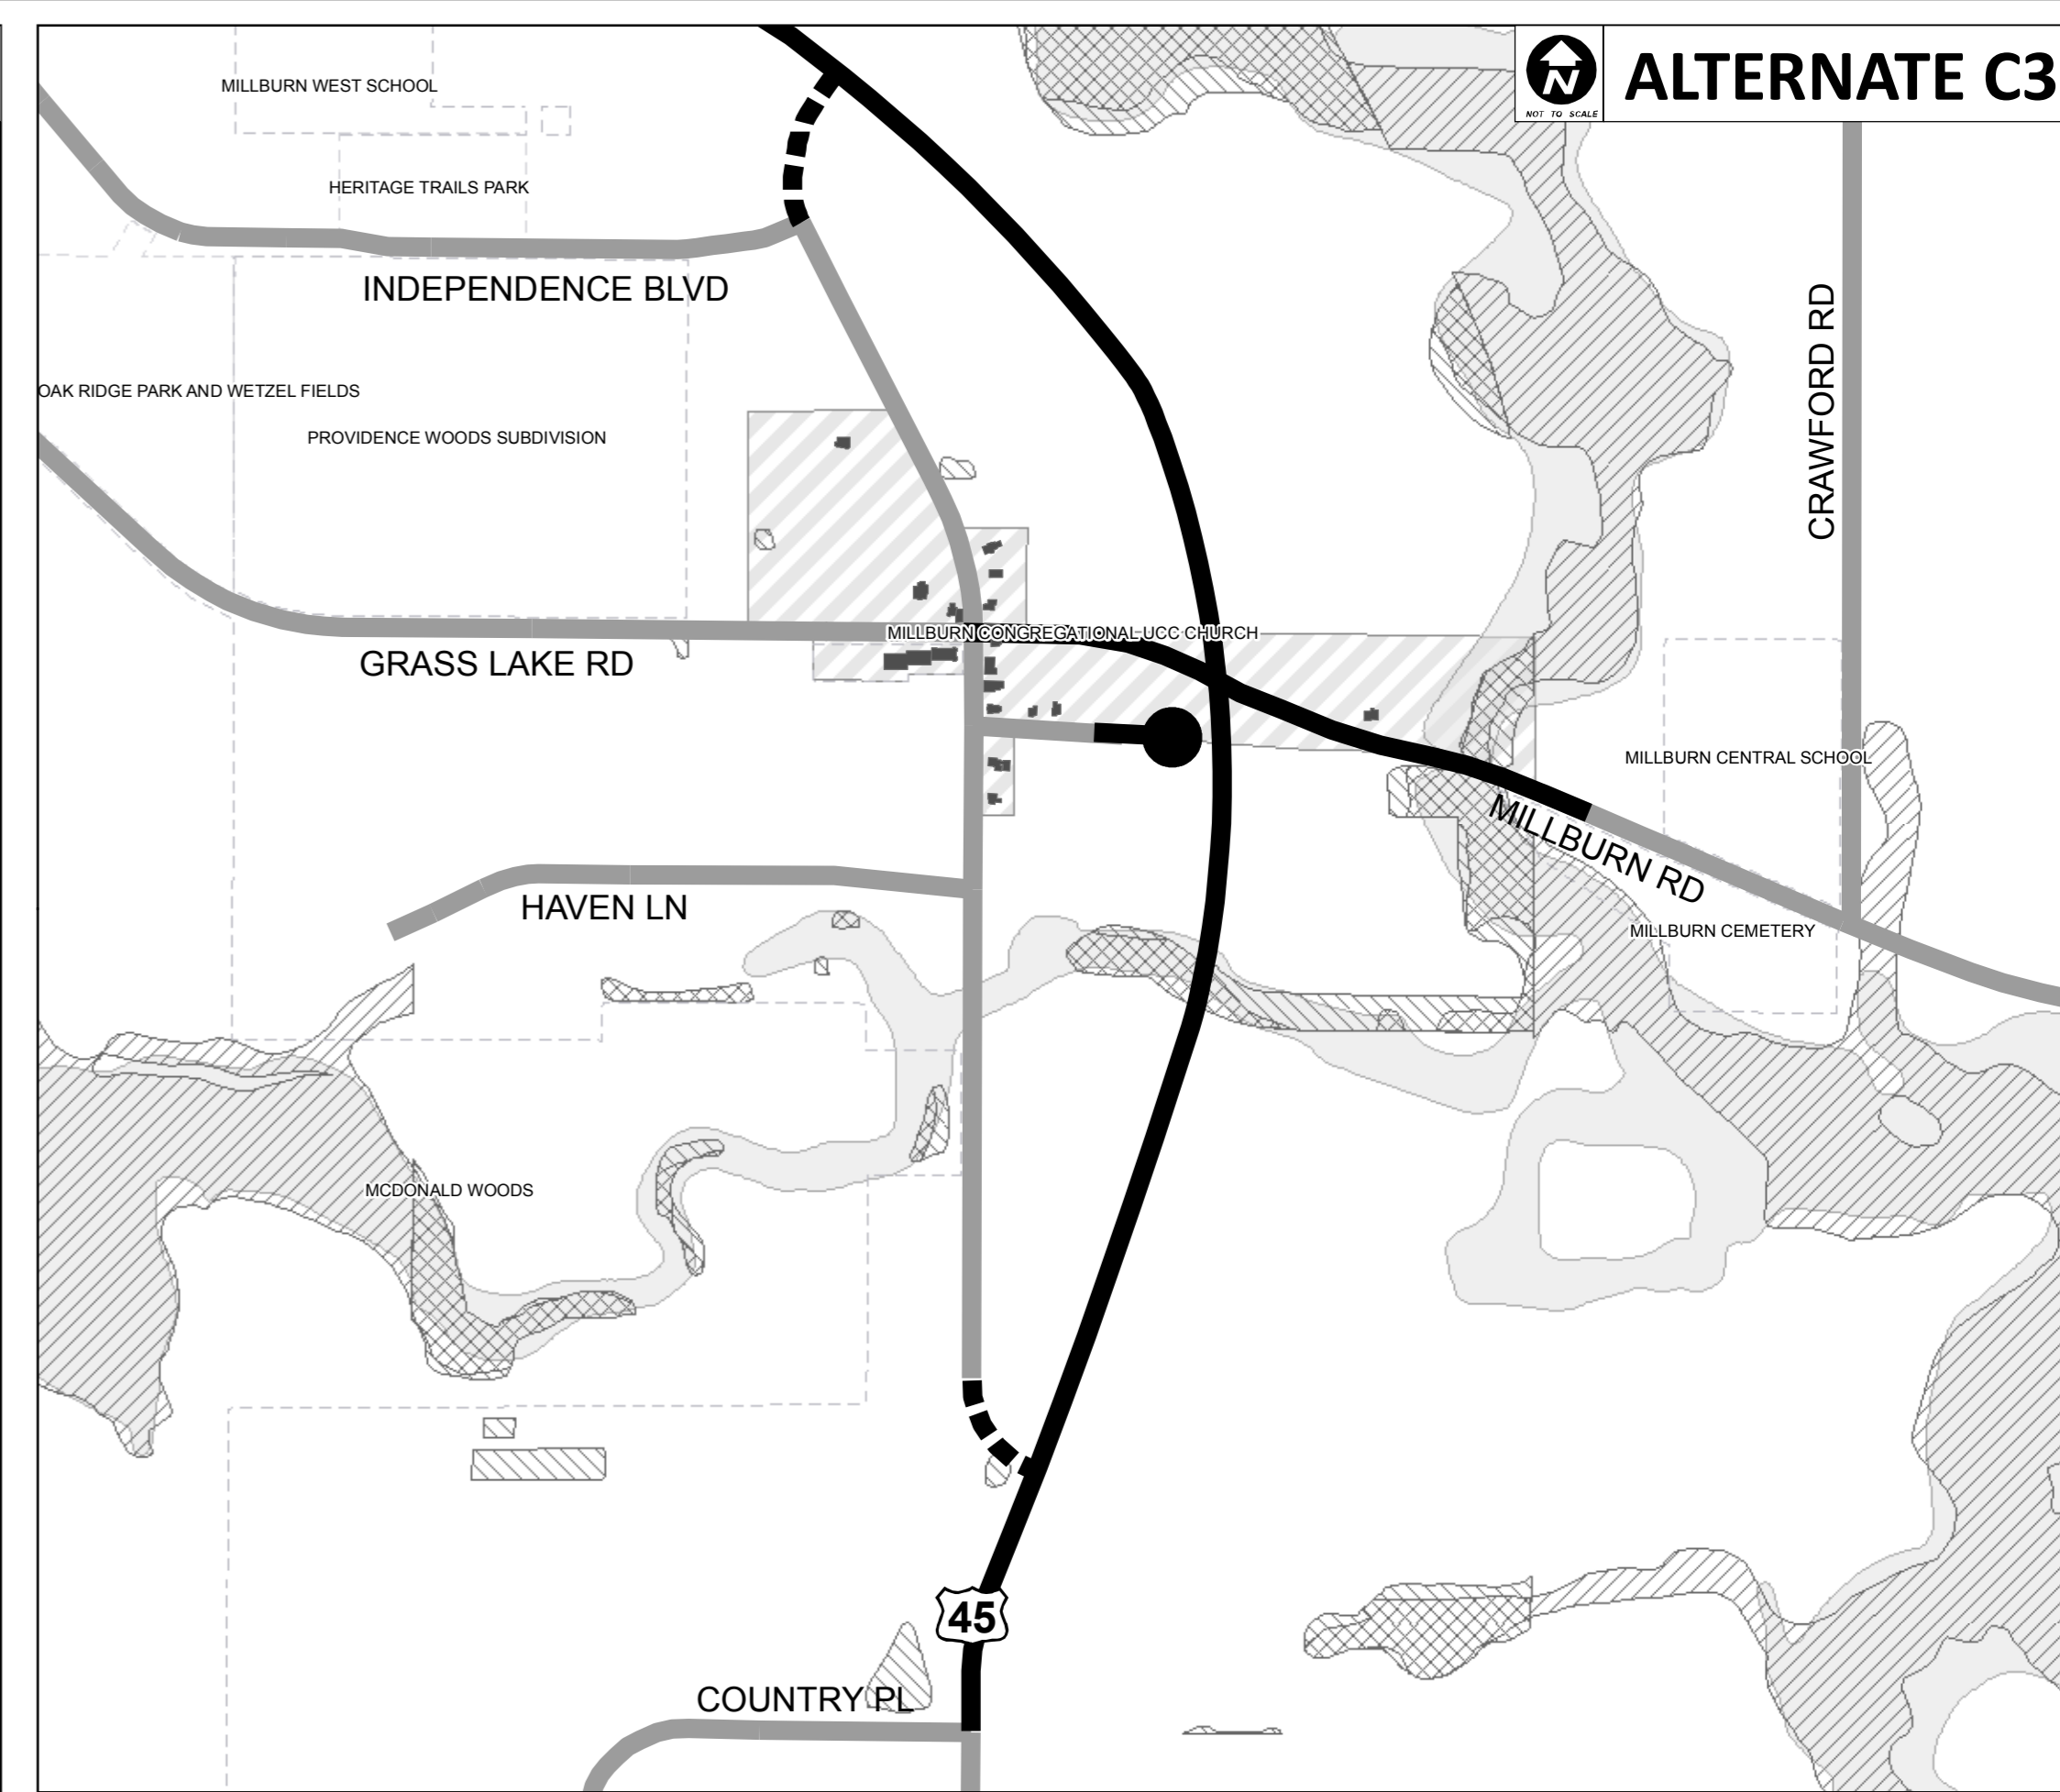 N
NOT TO SCALE
ALTERNATE C3
MILLBURN WEST SCHOOL
HERITAGE TRAILS PARK
INDEPENDENCE BLVD
CRAWFORD RD
OAK RIDGE PARK AND WETZEL FIELDS
PROVIDENCE WOODS SUBDIVISION
MILLBURN CONGREGATIONAL UCC CHURCH
GRASS LAKE RD
MILLBURN CENTRAL SCHOOL
MILLBURN RD
HAVEN LN
MILLBURN CEMETERY
MCDONALD WOODS
45
COUNTRY PL